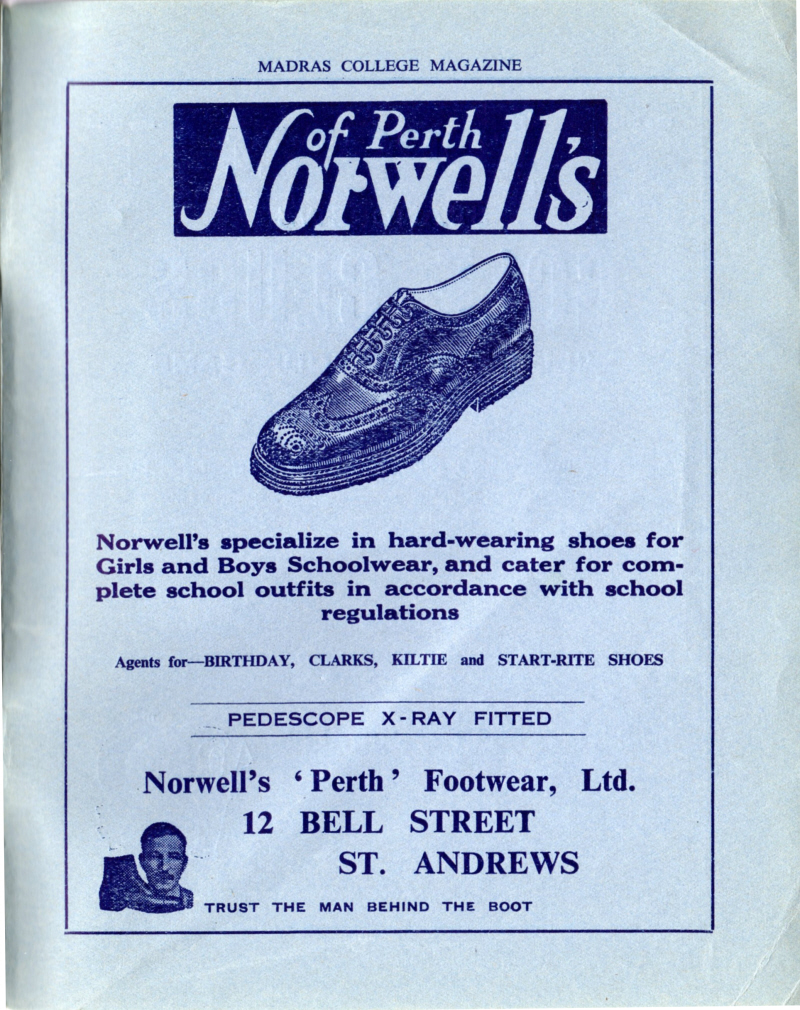 MADRAS COLLEGE MAGAZINE
of Perth
Norwell's
Norwell's specialize in hard-wearing shoes for
Girls and Boys Schoolwear, and cater for com-
plete school outfits in accordance with school
regulations
Agents for—BIRTHDAY, CLARKS, KILTIE and START-RITE SHOES
PEDESCOPE X-RAY FITTED
Norwell's 'Perth' Footwear, Ltd.
12 BELL STREET
ST. ANDREWS
TRUST THE MAN BEHIND THE BOOT